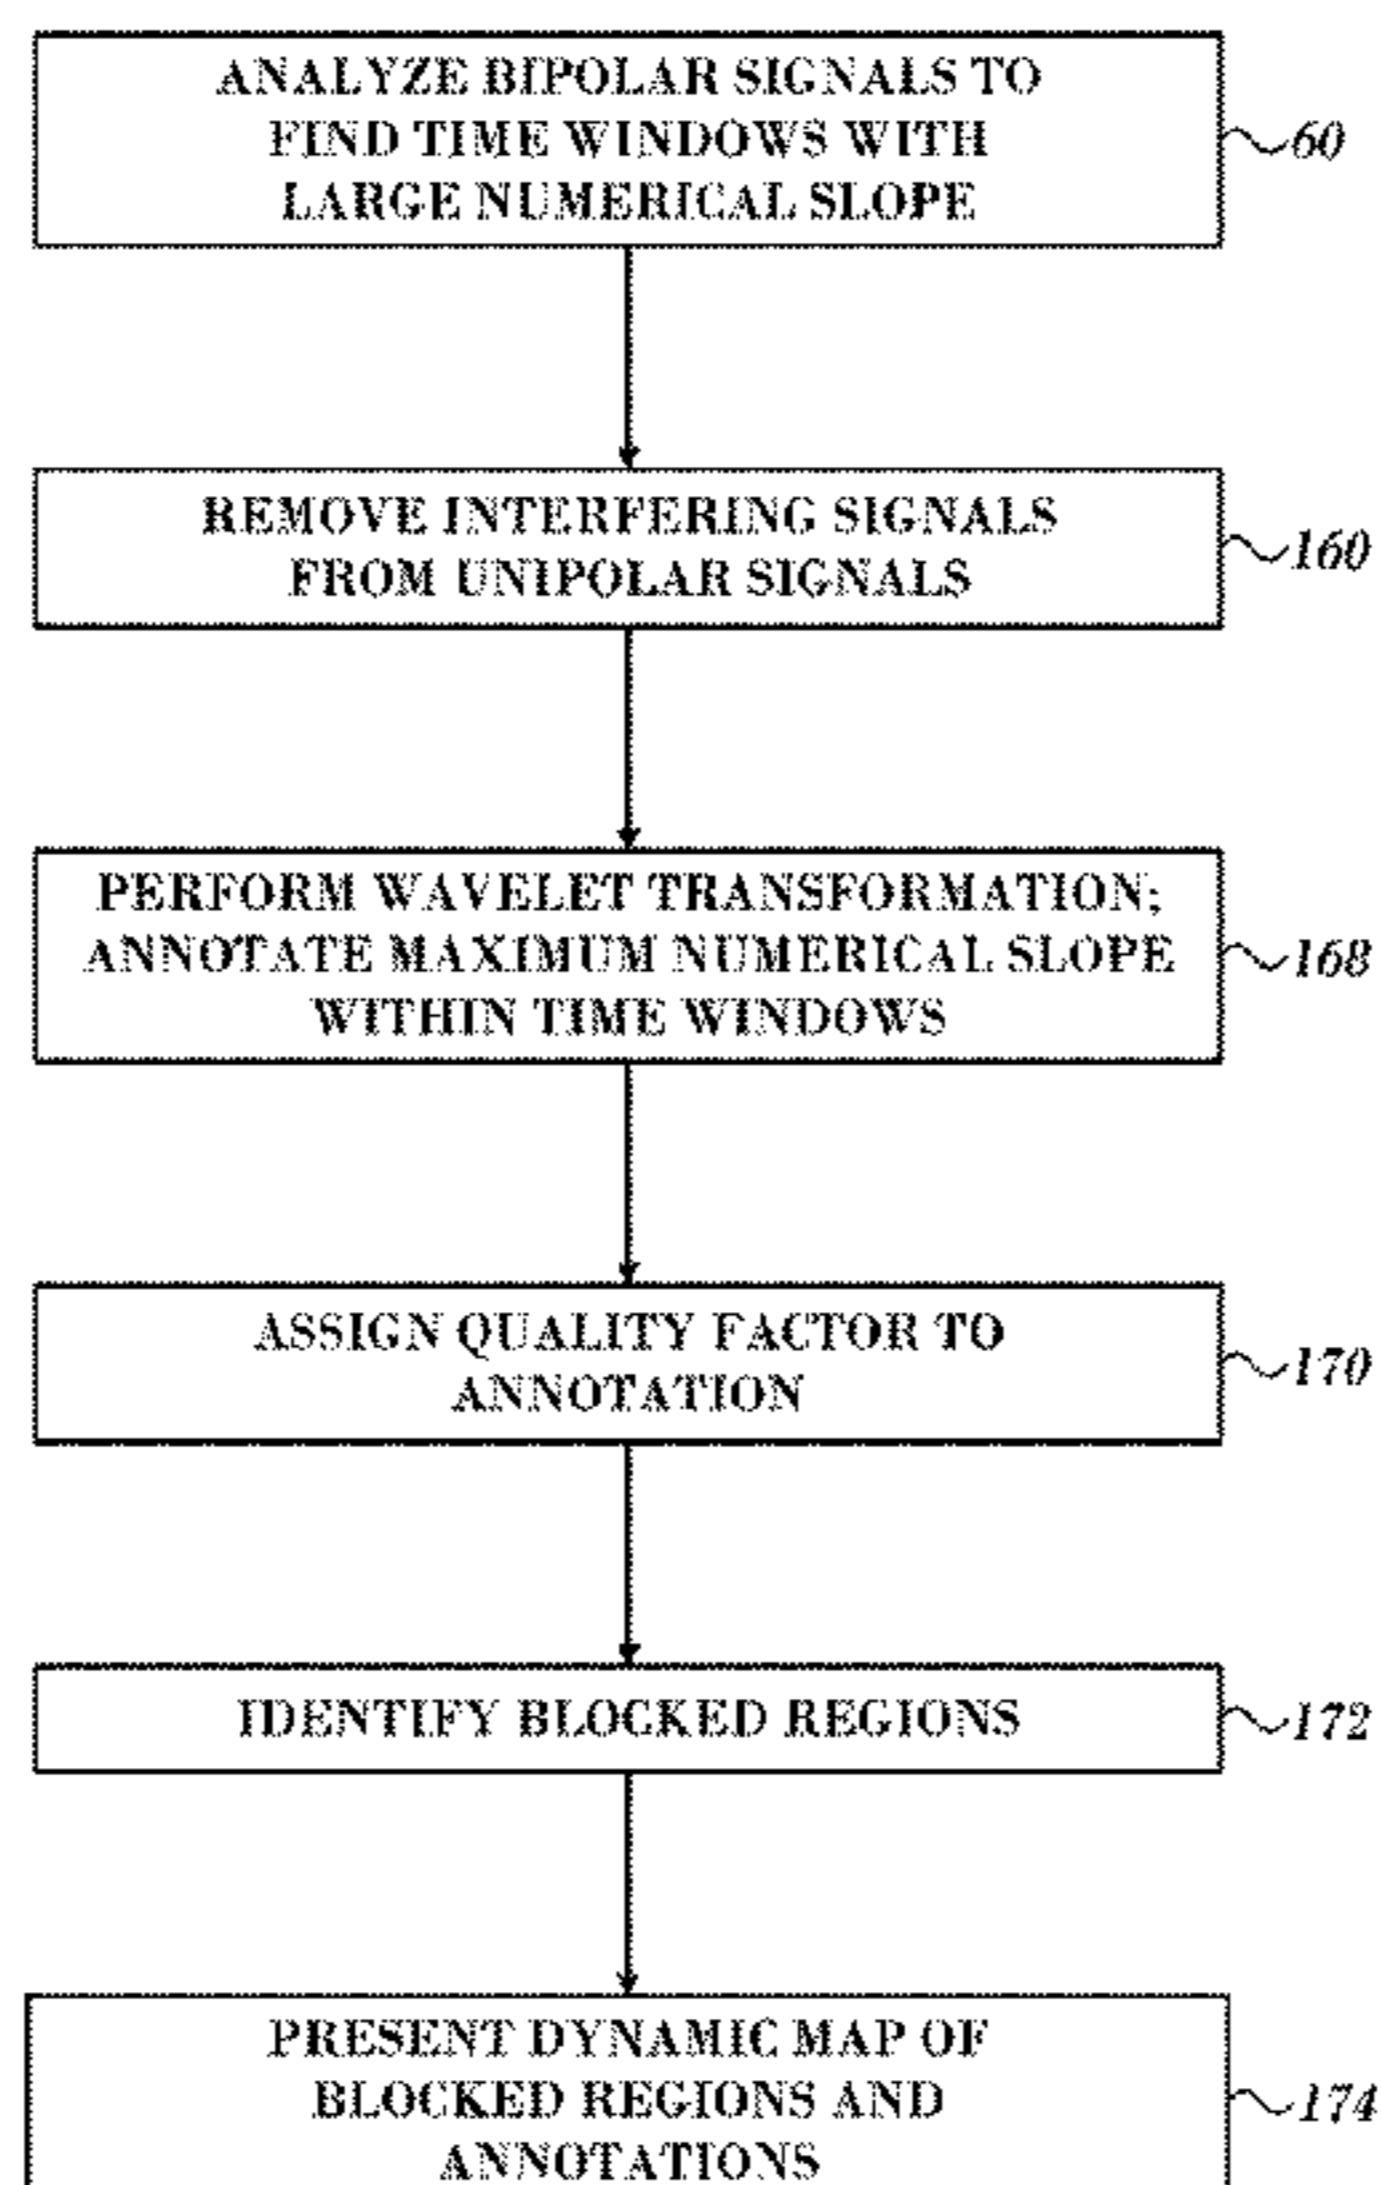 ANALYZE BIPOLAR SIGNALS TO
FIND TIME WINDOWS WITH
LARGE NUMERICAL SLOPE
60
REMOVE INTERFERING SIGNALS
FROM UNIPOLAR SIGNALS
160
PERFORM WAVELET TRANSFORMATION;
ANNOTATE MAXIMUM NUMERICAL SLOPE
WITHIN TIME WINDOWS
168
ASSIGN QUALITY FACTOR TO
ANNOTATION
170
IDENTIFY BLOCKED REGIONS
172
PRESENT DYNAMIC MAP OF
BLOCKED REGIONS AND
ANNOTATIONS
174